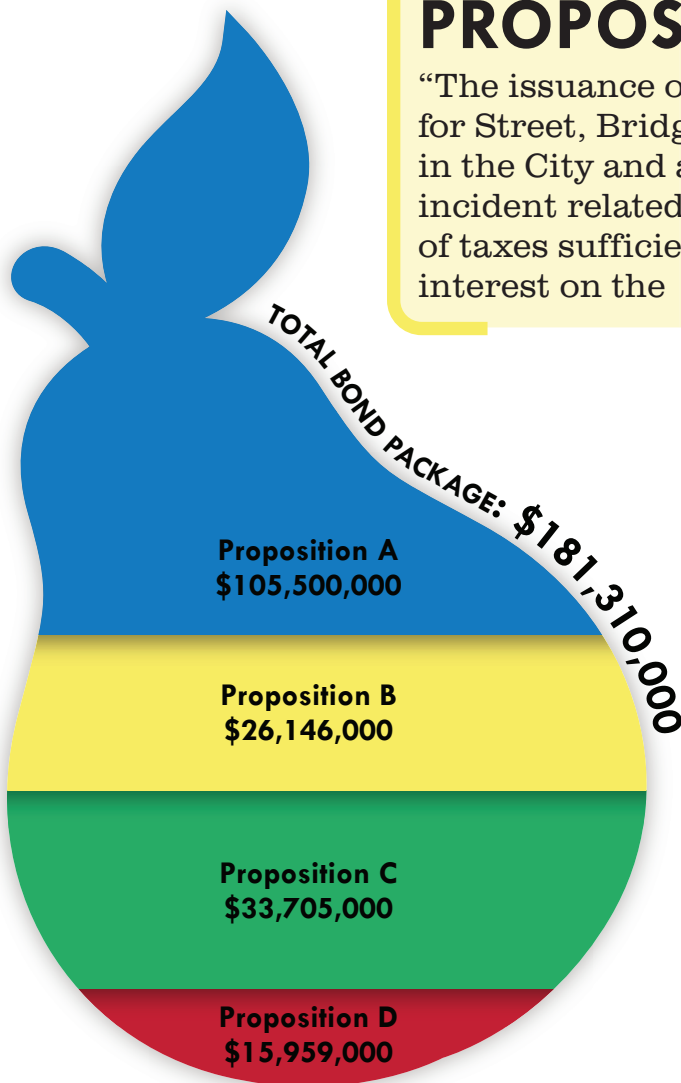 PROPOS
“The issuance o
for Street, Bridg
in the City and a
incident related
of taxes sufficie
interest on the
TOTAL BOND PACKAGE: $181,310,000
Proposition A
$105,500,000
Proposition B
$26,146,000
Proposition C
$33,705,000
Proposition D
$15,959,000